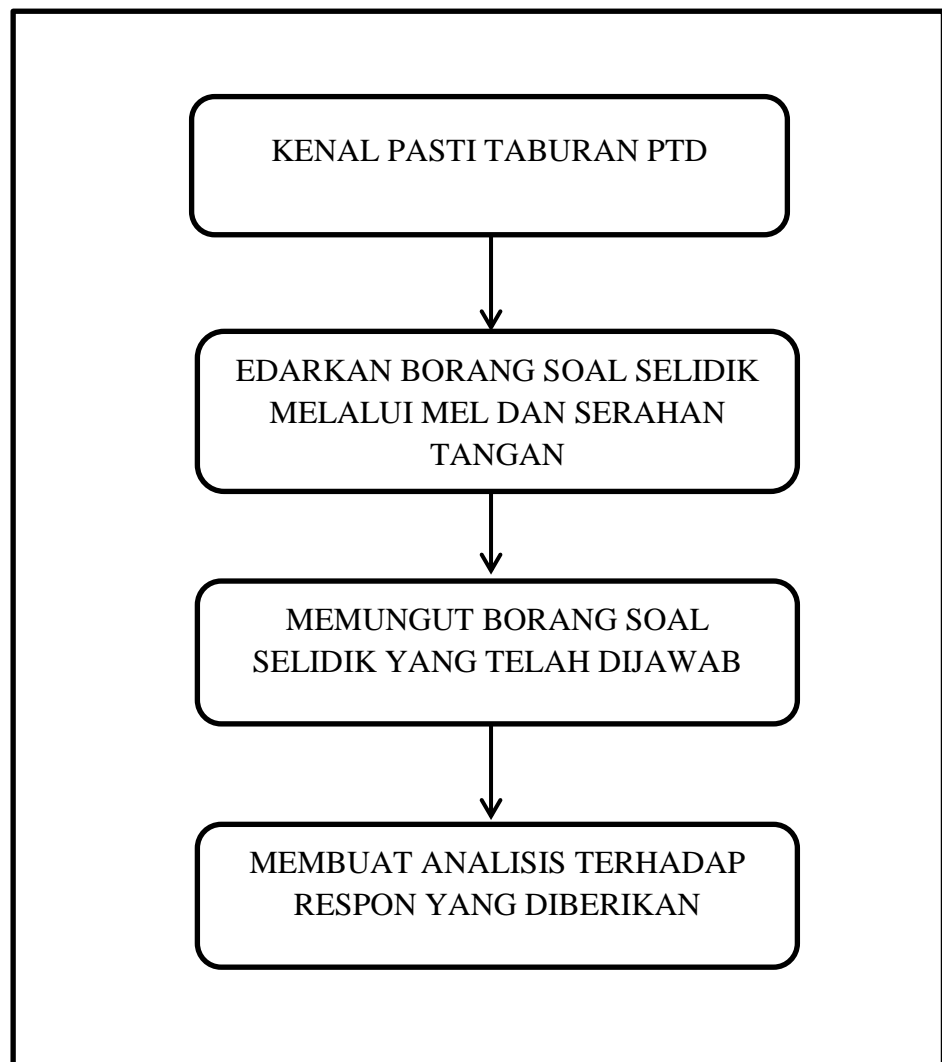 KENAL PASTI TABURAN PTD
EDARKAN BORANG SOAL SELIDIK
MELALUI MEL DAN SERAHAN
TANGAN
MEMUNGUT BORANG SOAL
SELIDIK YANG TELAH DIJAWAB
MEMBUAT ANALISIS TERHADAP
RESPON YANG DIBERIKAN